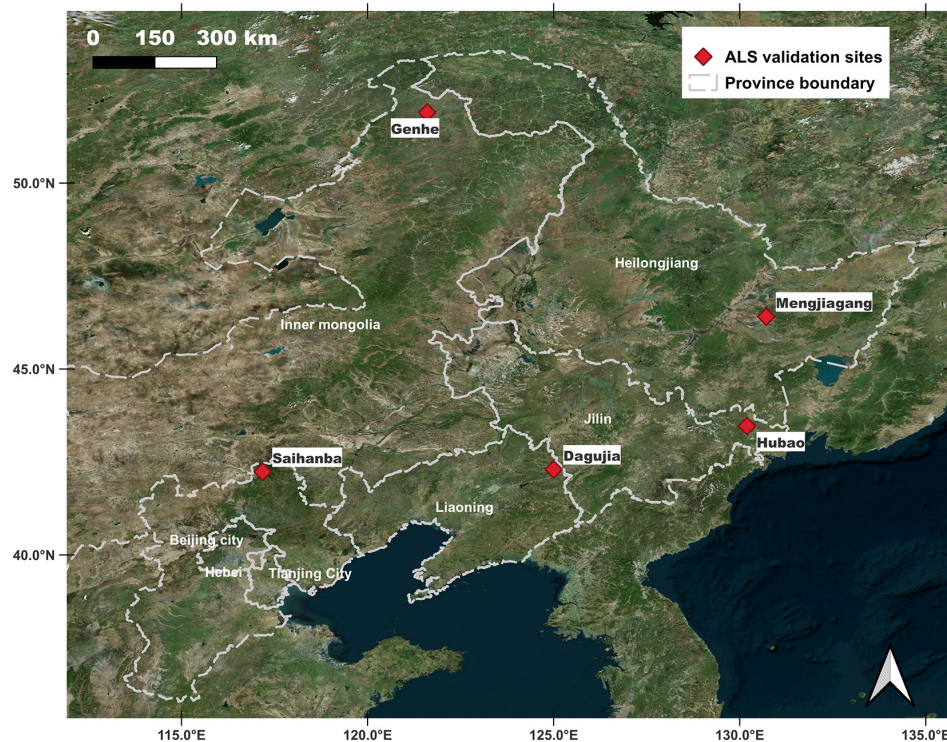 0 150 300 km
ALS validation sites
Province boundary
Genhe
50.0°N
Heilongjiang
Mengjiagang
Inner mongolia
45.0°N
Jilin
Hubao
Saihanba
Dagujia
Liaoning
Beijing city
40.0°N
Hebei
Tianjing City
115.0°E 120.0°E 125.0°E 130.0°E 135.0°E